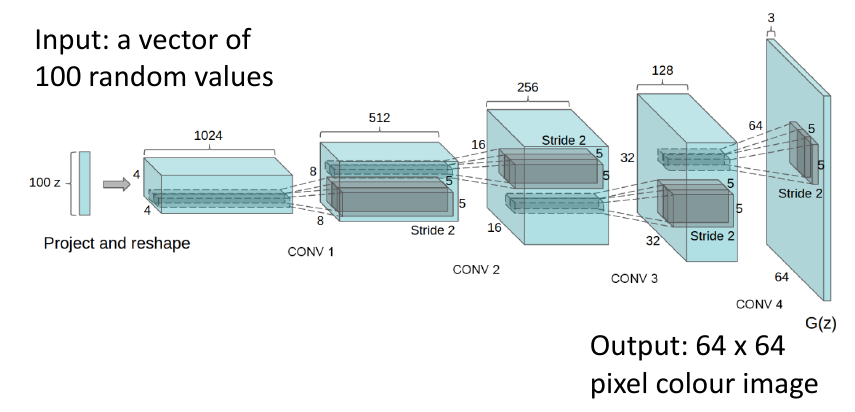 Input: a vector of
100 random values
3
128
256
64
5
512
Stride 2
1024
16
5
32
5
5
8
5
4
Stride 2
100 z
5
5
5
4
5
Stride 2
8
Stride 2
16
32
Project and reshape
CONV 1
CONV 2
CONV 3
64
CONV 4
G(z)
Output: 64 x 64
pixel colour image